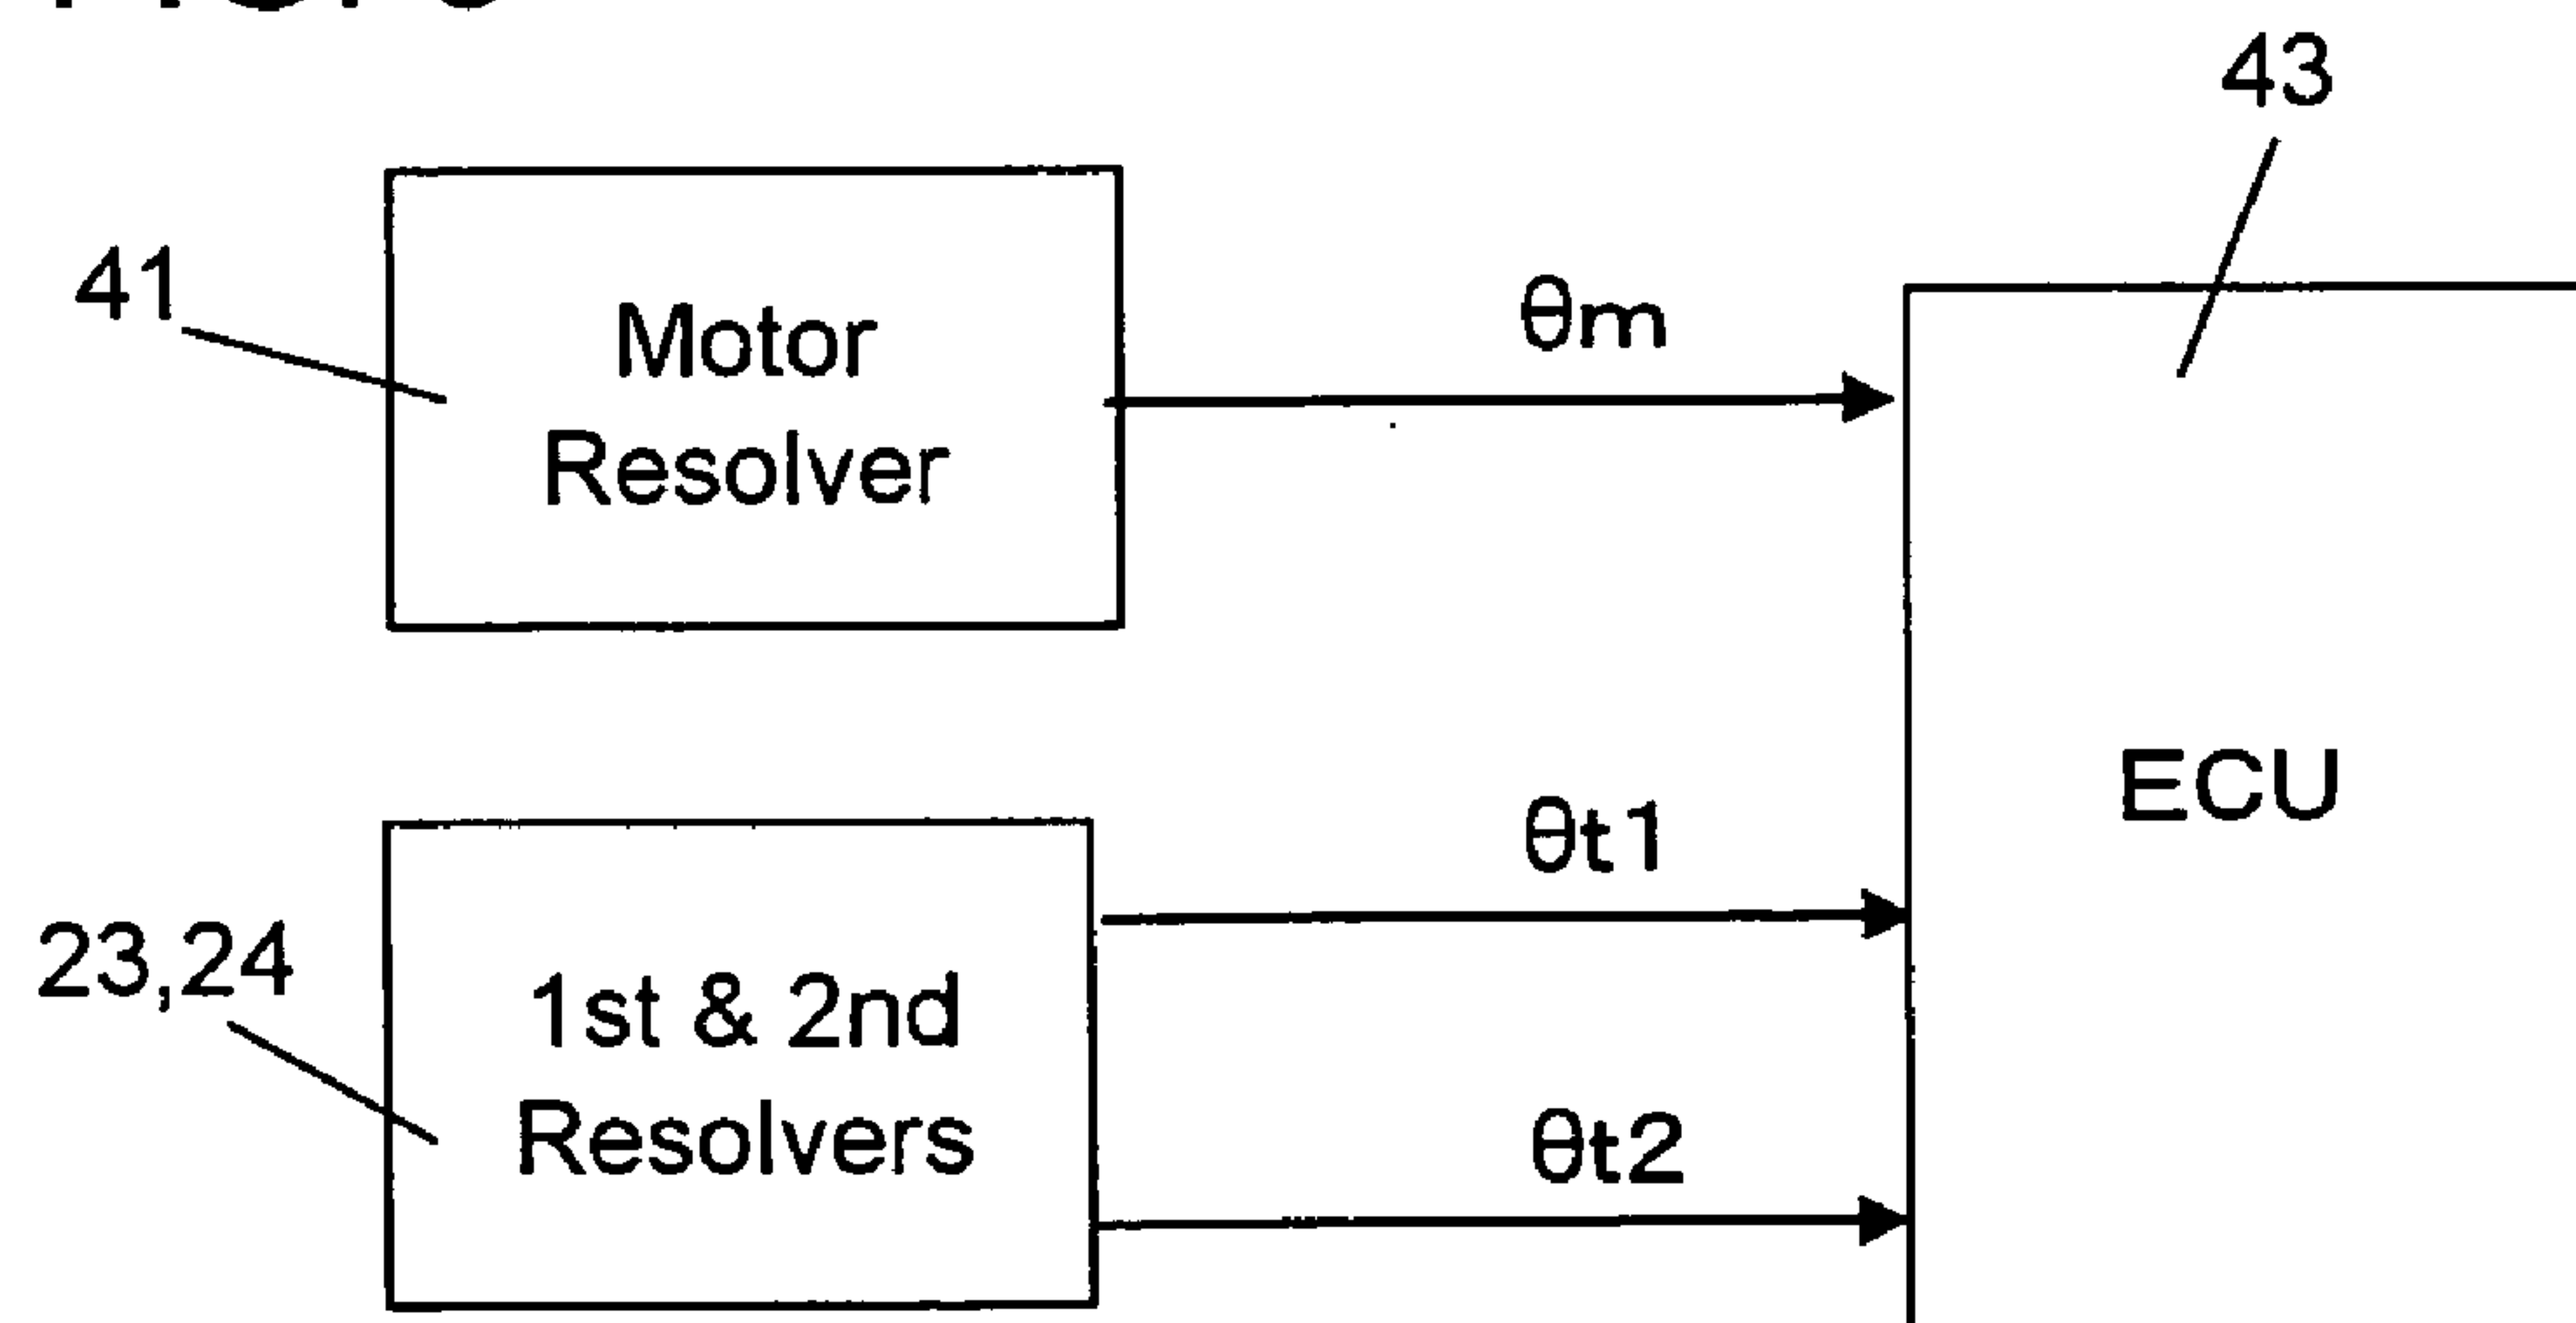 43
41
Motor
Resolver
θm
ECU
θt1
23,24
1st & 2nd
Resolvers
θt2